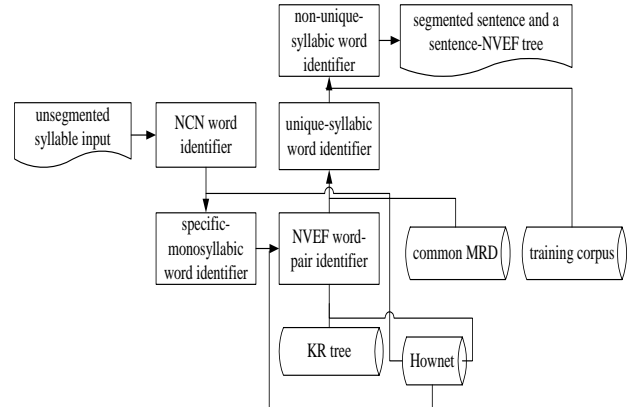 non-unique-
syllabic word
identifier
segmented sentence and a
sentence-NVEF tree
unsegmented
syllable input
NCN word
identifier
unique-syllabic
word identifier
specific-
monosyllabic
word identifier
NVEF word-
pair identifier
common MRD
training corpus
KR tree
Hownet